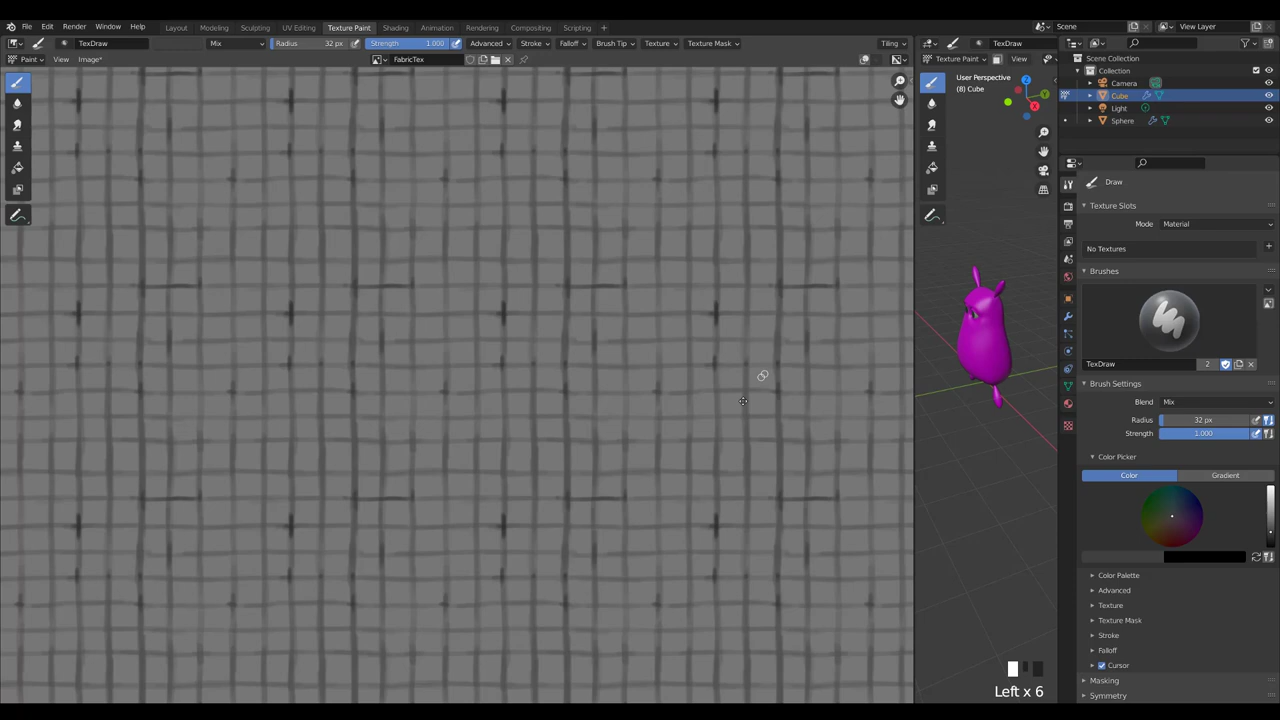 File Edit Render Window Help Layout Modeling Sculpting UV Editing Texture Paint Shading Animation Rendering Compositing Scripting + Scene View Layer
TexDraw Mix Radius 32 px Strength 1.000 Advanced Stroke Falloff Brush Tip Texture Texture Mask Tiling TexDraw
Paint View Image* FabricTex Texture Paint View Scene Collection
Collection
User Perspective
(8) Cube
Camera
Cube
Light
Sphere
Draw
Texture Slots
Mode Material
No Textures
Brushes
TexDraw 2
Brush Settings
Blend Mix
Radius 32 px
Strength 1.000
Color Picker
Color Gradient
Color Palette
Advanced
Texture
Texture Mask
Stroke
Falloff
Cursor
Masking
Symmetry
Left x 6